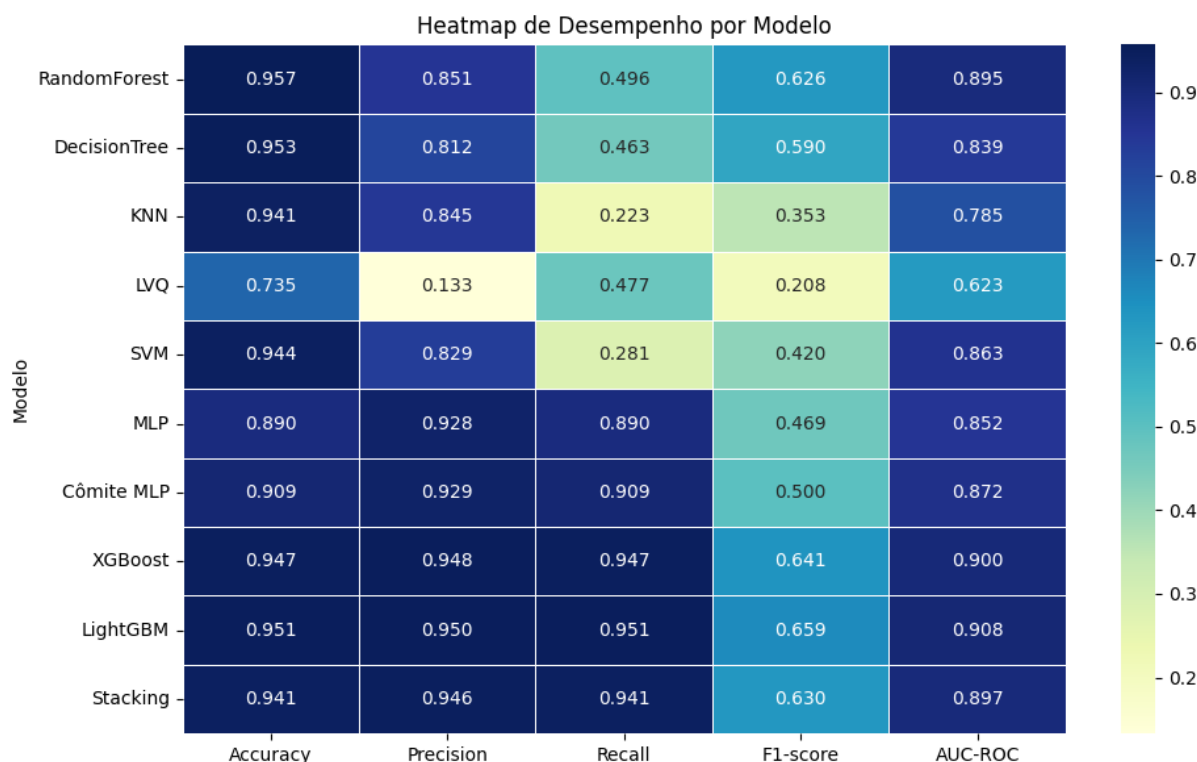 Heatmap de Desempenho por Modelo
Modelo
RandomForest 0.957 0.851 0.496 0.626 0.895
DecisionTree 0.953 0.812 0.463 0.590 0.839
KNN 0.941 0.845 0.223 0.353 0.785
LVQ 0.735 0.133 0.477 0.208 0.623
SVM 0.944 0.829 0.281 0.420 0.863
MLP 0.890 0.928 0.890 0.469 0.852
Cômite MLP 0.909 0.929 0.909 0.500 0.872
XGBoost 0.947 0.948 0.947 0.641 0.900
LightGBM 0.951 0.950 0.951 0.659 0.908
Stacking 0.941 0.946 0.941 0.630 0.897
Accuracy Precision Recall F1-score AUC-ROC
0.9
0.8
0.7
0.6
0.5
0.4
0.3
0.2